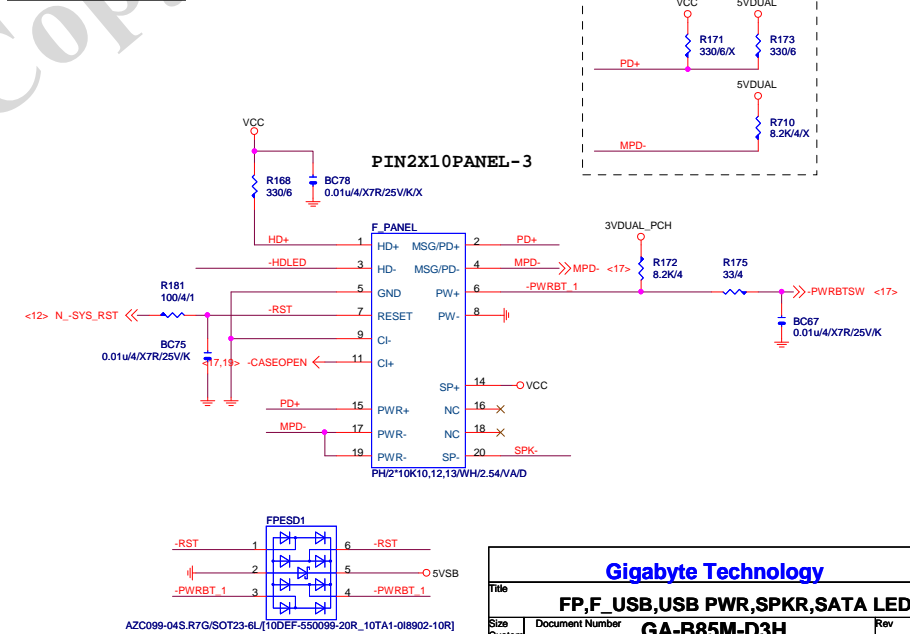 Cop
VCC
5VDUAL
R171
330/6/X
R173
330/6
PD+
5VDUAL
R710
8.2K/4/X
MPD-
VCC
R168
330/6
BC78
0.01u/4/X7R/25V/K/X
PIN2X10PANEL-3
F_PANEL
HD+ 1 HD+ MSG/PD+ 2 PD+
-HDLED 3 HD- MSG/PD- 4 MPD- MPD- <17>
5 GND PW+ 6 -PWRBT_1
-RST 7 RESET PW- 8
9 CI-
-CASEOPEN 11 CI+
SP+ 14 VCC
PD+ 15 PWR+ NC 16
MPD- 17 PWR- NC 18
19 PWR- SP- 20 SPK-
PH/2*10K10,12,13/WH/2.54/VA/D
3VDUAL_PCH
R172
8.2K/4
R175
33/4
-PWRBTSW <17>
BC67
0.01u/4/X7R/25V/K
R181
100/4/1
<12> N_-SYS_RST
BC75
0.01u/4/X7R/25V/K
<17,19>
FPESD1
-RST 1 6 -RST
2 5 5VSB
-PWRBT_1 3 4 -PWRBT_1
AZC099-04S.R7G/SOT23-6L/[10DEF-550099-20R_10TA1-0I8902-10R]
Gigabyte Technology
Title
FP,F_USB,USB PWR,SPKR,SATA LED
Size
Document Number
GA-B85M-D3H
Rev